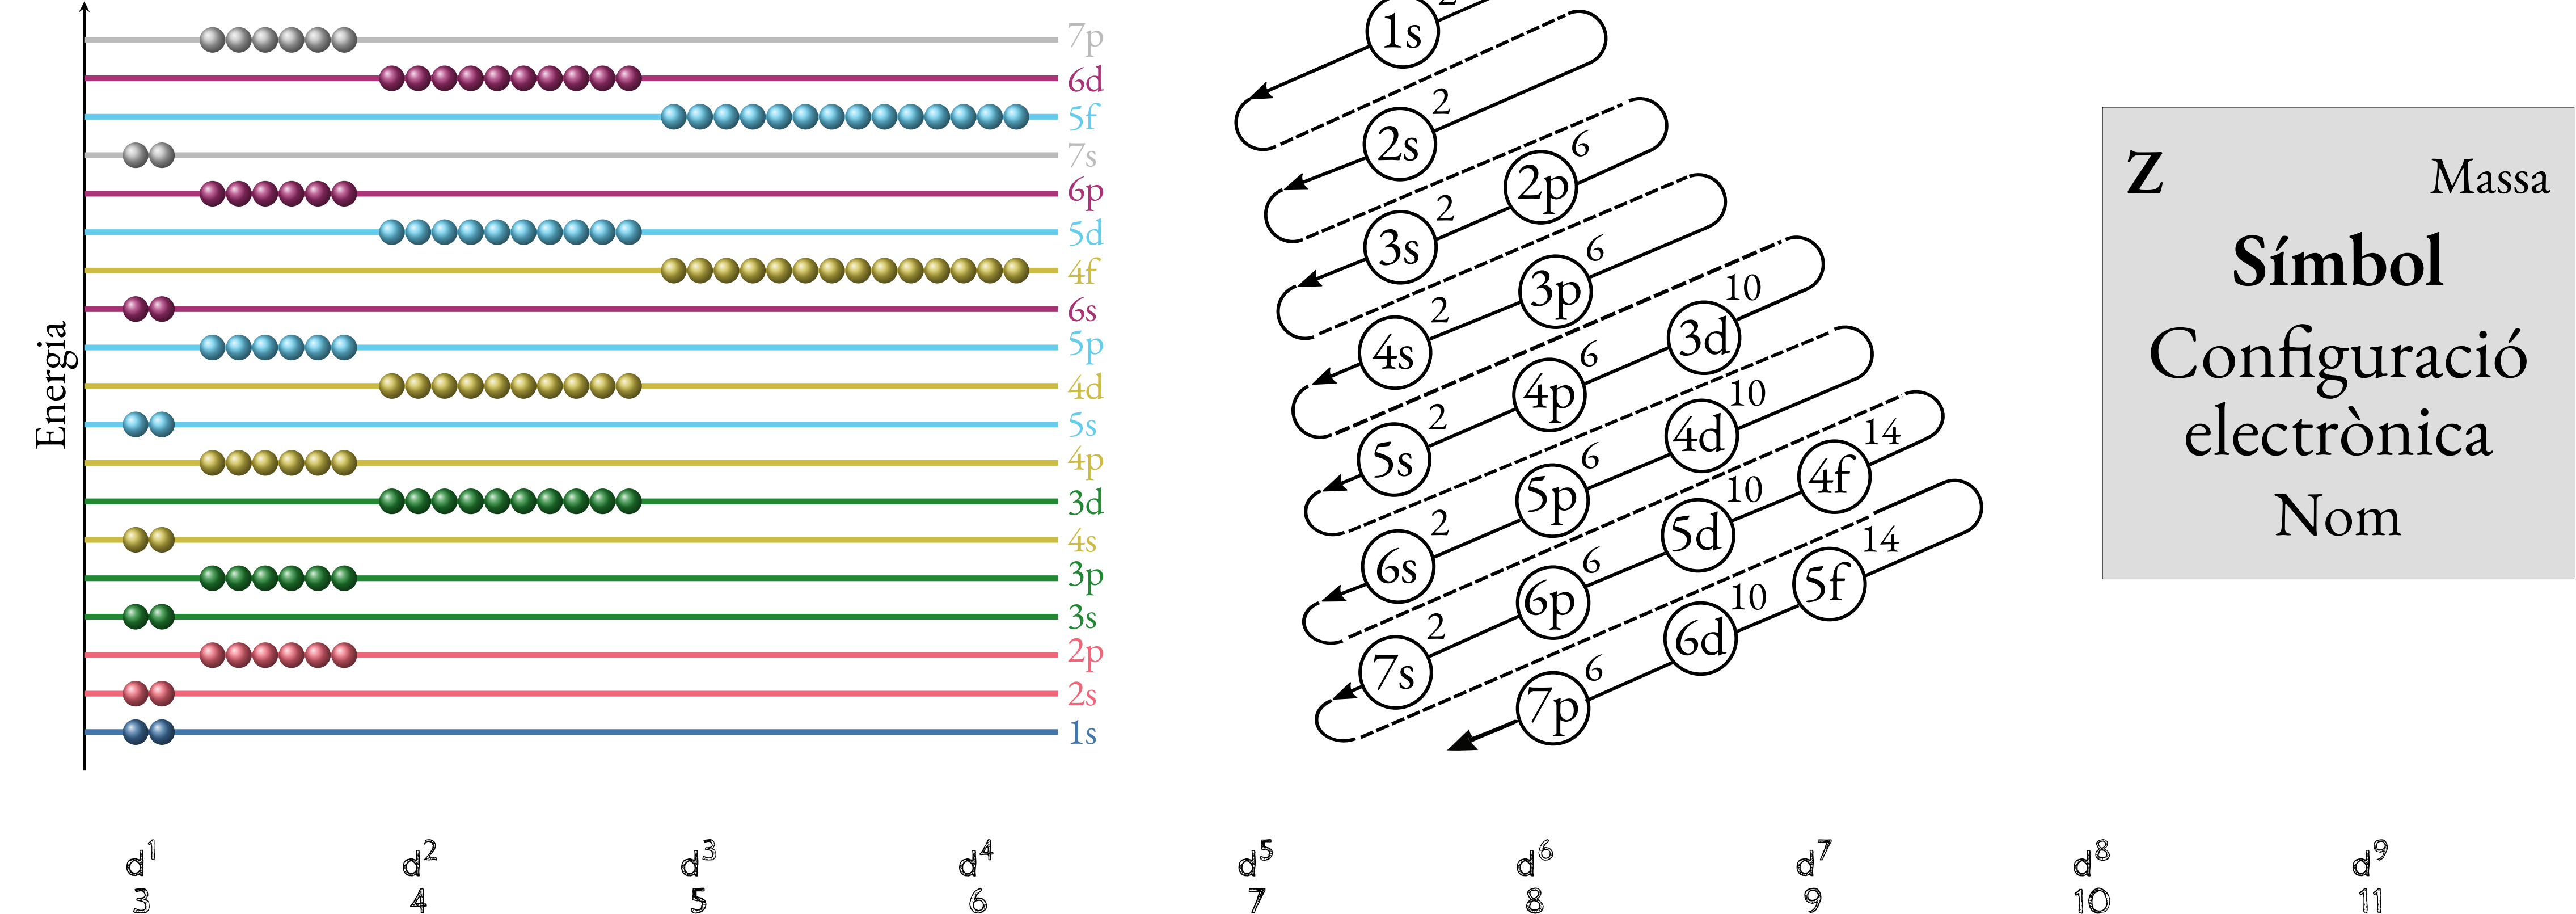 Energia
7p
6d
5f
7s
6p
5d
4f
6s
5p
4d
5s
4p
3d
4s
3p
3s
2p
2s
1s
1s 2
2s 2
3s 2 2p 6
4s 2 3p 6
5s 2 4p 6 3d 10
6s 2 5p 6 4d 10
7s 2 6p 6 5d 10 4f 14
7p 6 6d 10 5f 14
Z Massa
Símbol
Configuració
electrònica
Nom
d¹ d² d³ d⁴ d⁵ d⁶ d⁷ d⁸ d⁹
3 4 5 6 7 8 9 10 11